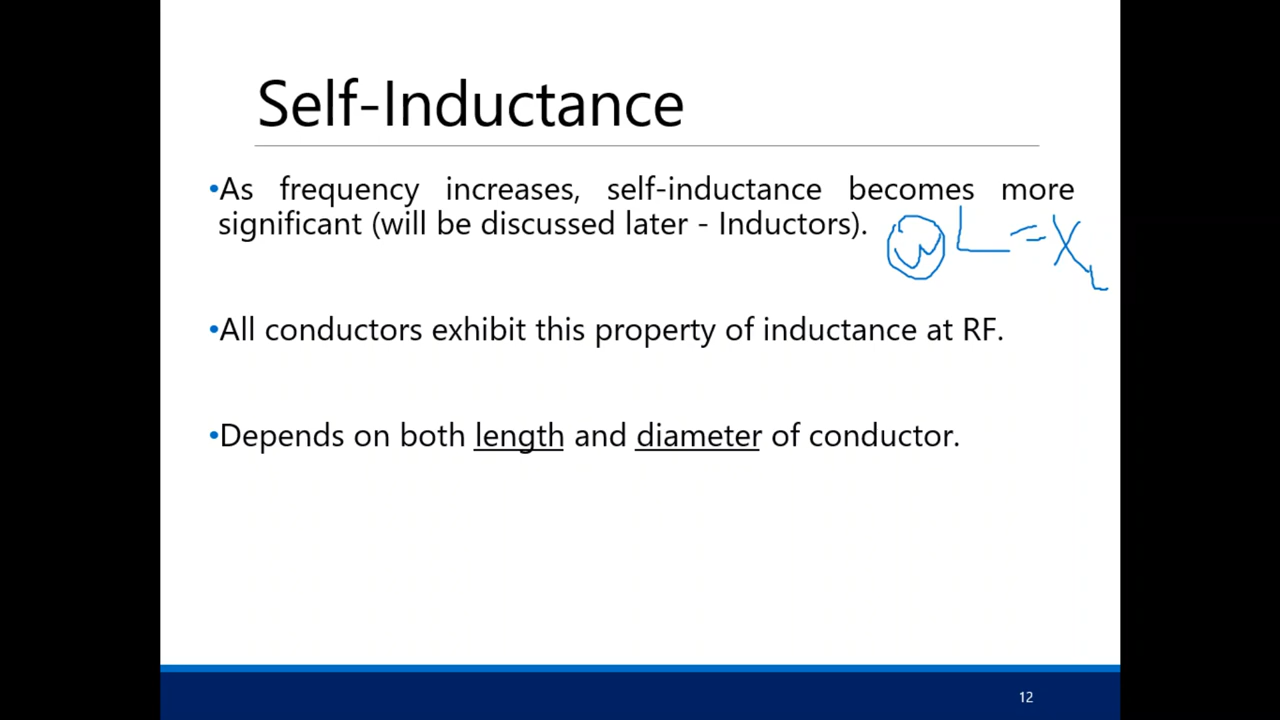 Self-Inductance
•As frequency increases, self-inductance becomes more
significant (will be discussed later - Inductors).
ωL = X_L
•All conductors exhibit this property of inductance at RF.
•Depends on both length and diameter of conductor.
12